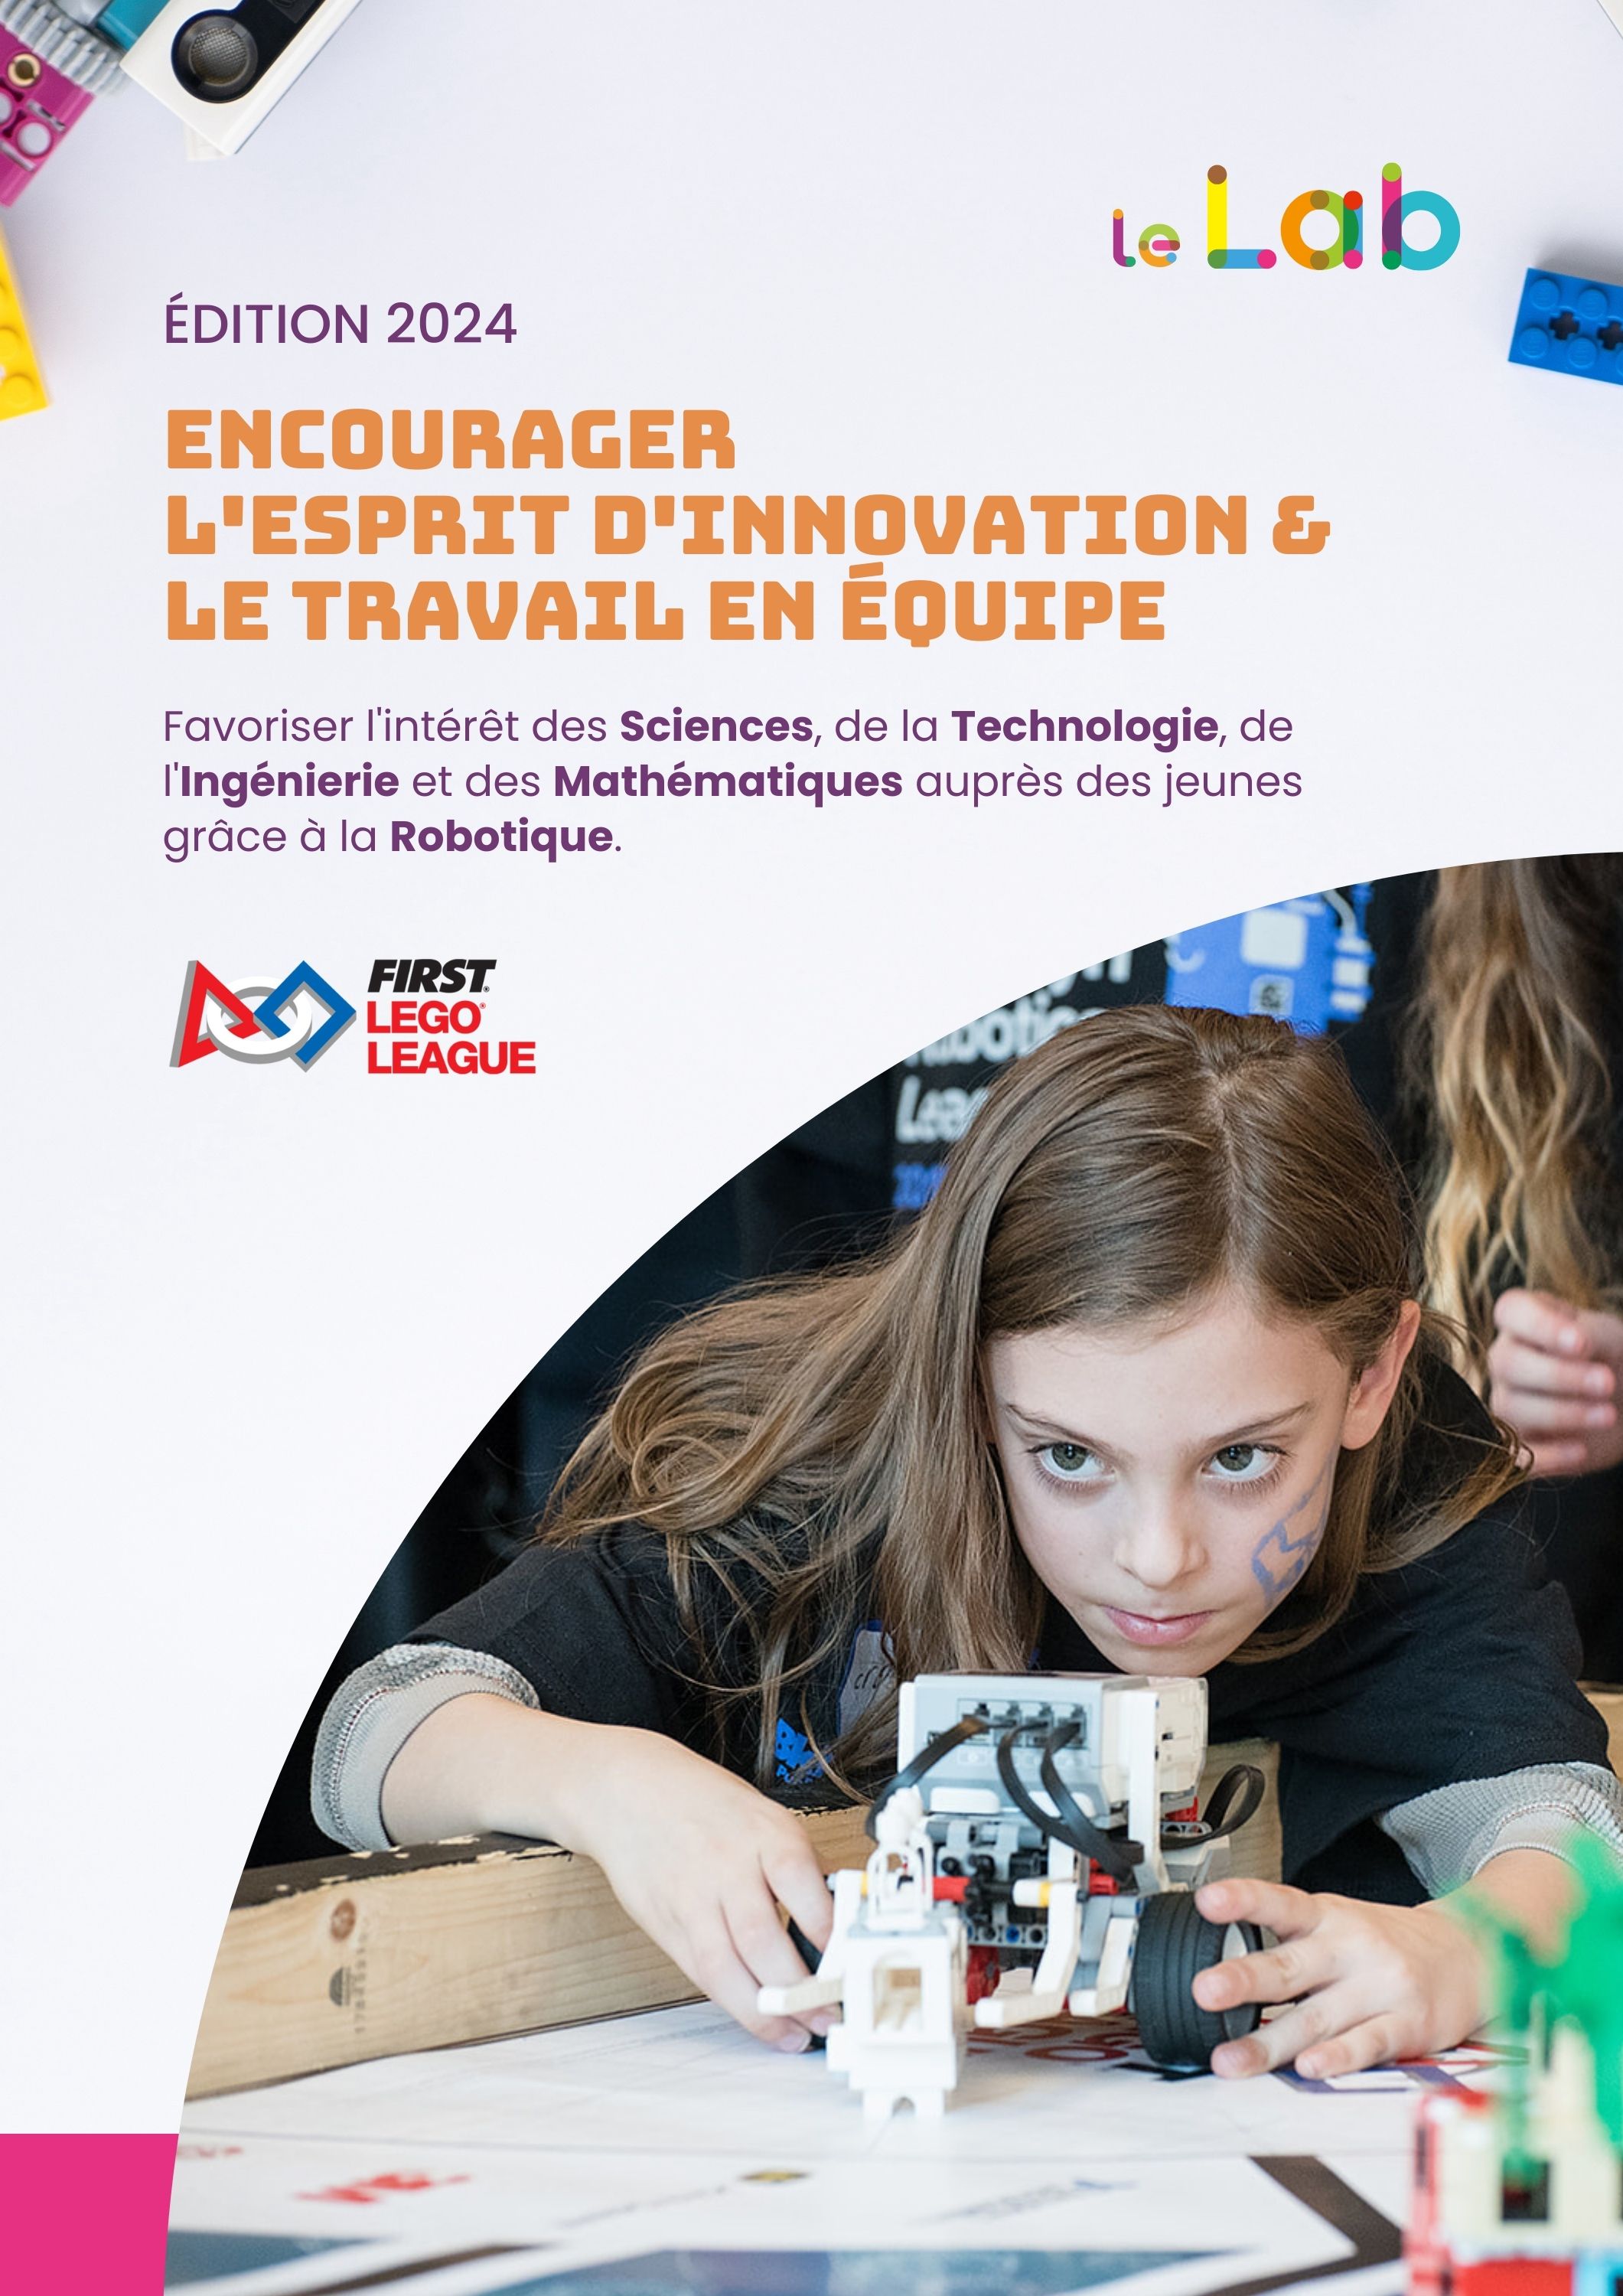 le Lab
ÉDITION 2024
ENCOURAGER
L'ESPRIT D'INNOVATION &
LE TRAVAIL EN ÉQUIPE
Favoriser l'intérêt des Sciences, de la Technologie, de
l'Ingénierie et des Mathématiques auprès des jeunes
grâce à la Robotique.
FIRST
LEGO
LEAGUE